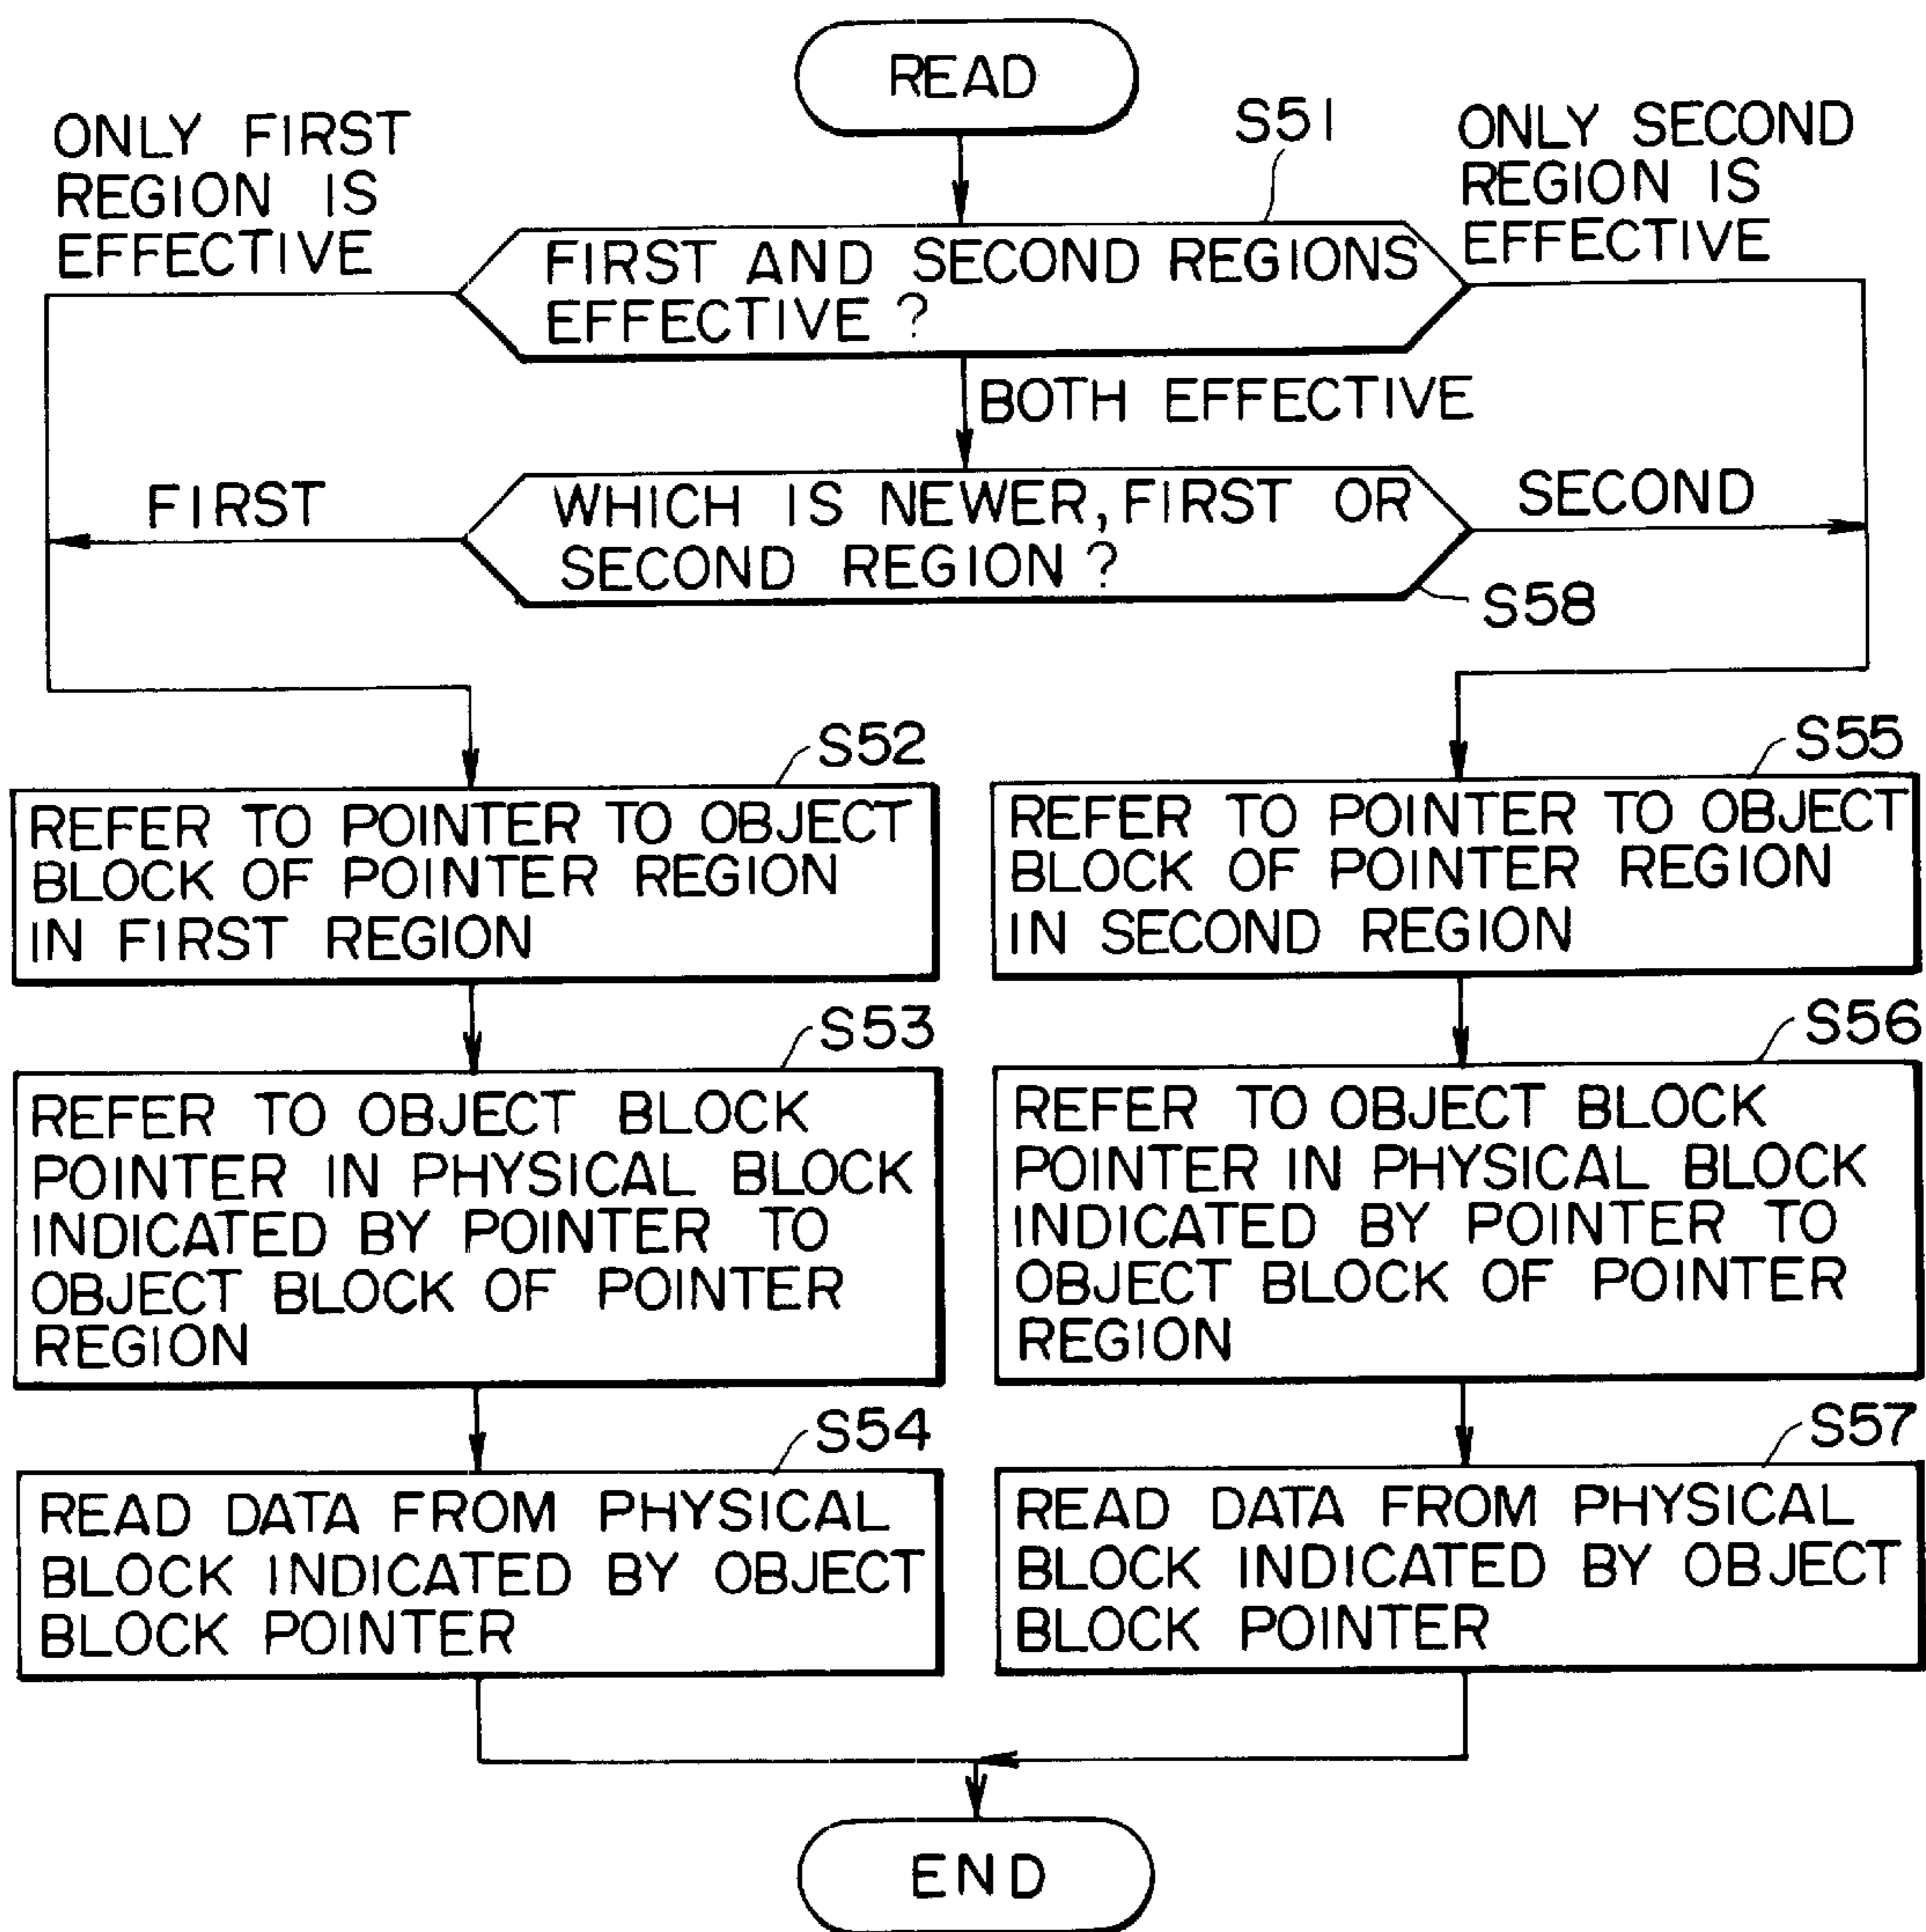 READ
S51
ONLY FIRST
REGION IS
EFFECTIVE
ONLY SECOND
REGION IS
EFFECTIVE
FIRST AND SECOND REGIONS
EFFECTIVE ?
BOTH EFFECTIVE
FIRST
WHICH IS NEWER, FIRST OR
SECOND REGION ?
SECOND
S58
S52
REFER TO POINTER TO OBJECT
BLOCK OF POINTER REGION
IN FIRST REGION
S53
REFER TO OBJECT BLOCK
POINTER IN PHYSICAL BLOCK
INDICATED BY POINTER TO
OBJECT BLOCK OF POINTER
REGION
S54
READ DATA FROM PHYSICAL
BLOCK INDICATED BY OBJECT
BLOCK POINTER
S55
REFER TO POINTER TO OBJECT
BLOCK OF POINTER REGION
IN SECOND REGION
S56
REFER TO OBJECT BLOCK
POINTER IN PHYSICAL BLOCK
INDICATED BY POINTER TO
OBJECT BLOCK OF POINTER
REGION
S57
READ DATA FROM PHYSICAL
BLOCK INDICATED BY OBJECT
BLOCK POINTER
END